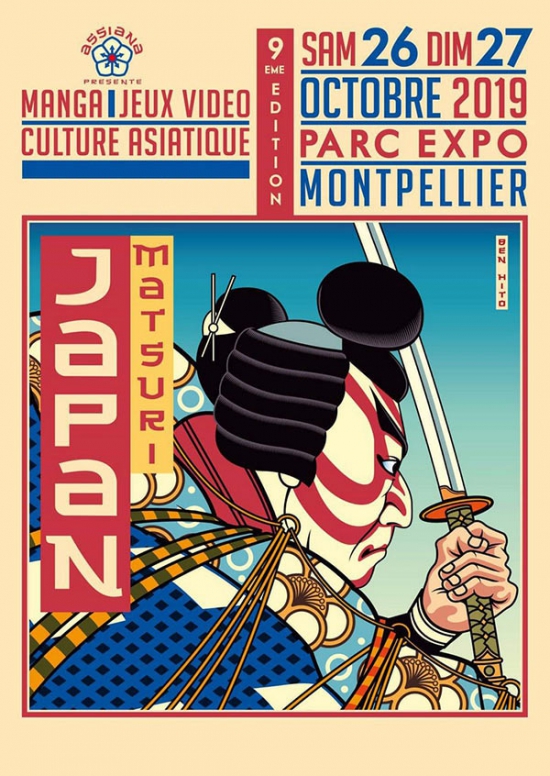 assiana
PRESENTE
MANGA JEUX VIDEO
CULTURE ASIATIQUE
9
EME
EDITION
SAM 26 DIM 27
OCTOBRE 2019
PARC EXPO
MONTPELLIER
JaPaN
MaTSURI
BEN HITO